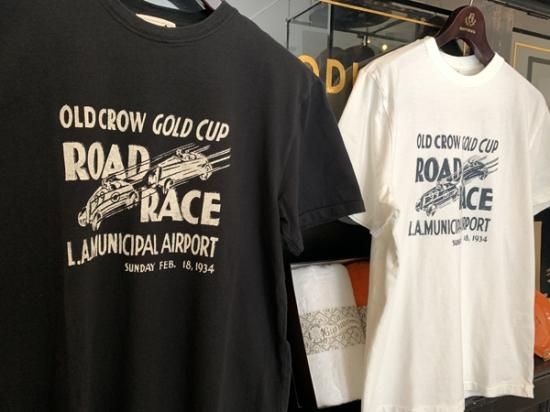 OLD CROW GOLD CUP
ROAD
RACE
L.A. MUNICIPAL AIRPORT
SUNDAY FEB. 18, 1934
OLD CROW GOLD CUP
ROAD
RACE
L.A. MUNICIPAL AIRPORT
SUNDAY FEB. 18, 1934